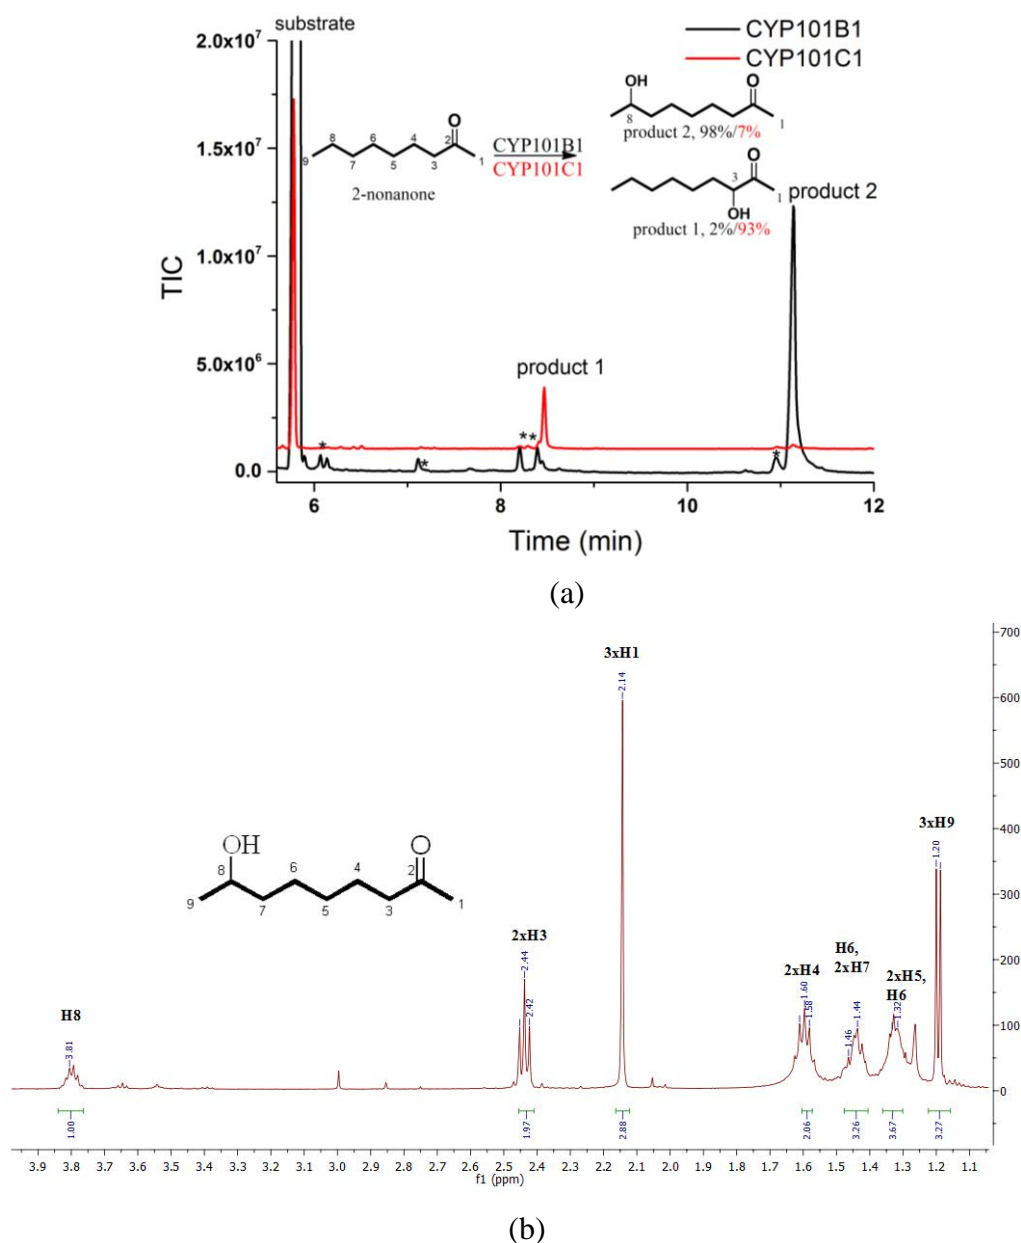 substrate
2.0x10⁷
1.5x10⁷
1.0x10⁷
5.0x10⁶
0.0
TIC
CYP101B1
CYP101C1
OH
O
8
1
product 2, 98%/7%
O
9
8
7
6
5
4
3
2
1
2-nonanone
CYP101B1
CYP101C1
O
3
1
OH
product 1, 2%/93%
product 2
product 1
*
*
* *
*
6
8
10
12
Time (min)
(a)
OH
O
9
8
7
6
5
4
3
2
1
H8
3.81
2xH3
2.44
2.42
3xH1
2.14
2xH4
1.60
1.58
H6,
2xH7
1.46
1.44
2xH5,
H6
1.32
3xH9
1.20
700
600
500
400
300
200
100
0
1.00
1.97
2.88
2.06
3.26
3.67
3.27
3.9 3.8 3.7 3.6 3.5 3.4 3.3 3.2 3.1 3.0 2.9 2.8 2.7 2.6 2.5 2.4 2.3 2.2 2.1 2.0 1.9 1.8 1.7 1.6 1.5 1.4 1.3 1.2 1.1
f1 (ppm)
(b)